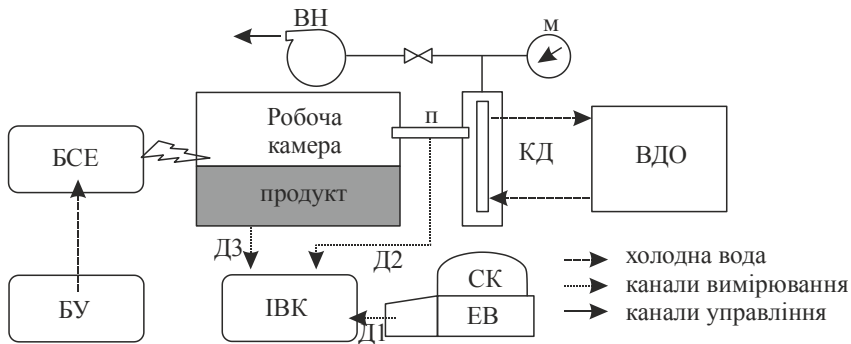 ВН
м
Робоча
камера
п
БСЕ
КД
ВДО
продукт
Д3
Д2
холодна вода
СК
канали вимірювання
БУ
ІВК
Д1
ЕВ
канали управління